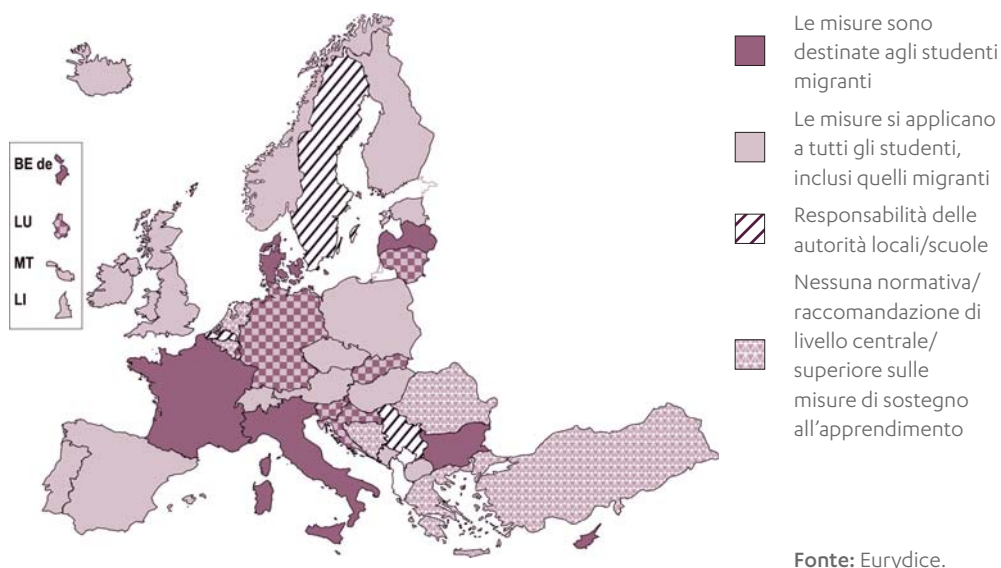 BE de
LU
MT
LI
Le misure sono
destinate agli studenti
migranti
Le misure si applicano
a tutti gli studenti,
inclusi quelli migranti
Responsabilità delle
autorità locali/scuole
Nessuna normativa/
raccomandazione di
livello centrale/
superiore sulle
misure di sostegno
all'apprendimento
Fonte: Eurydice.